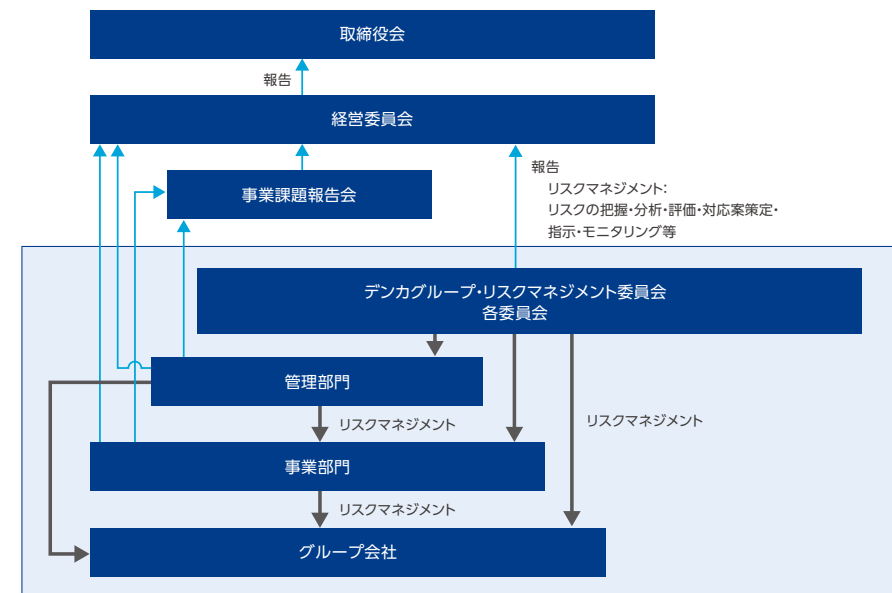 取締役会
報告
経営委員会
事業課題報告会
報告
リスクマネジメント：
リスクの把握・分析・評価・対応案策定・
指示・モニタリング等
デンカグループ・リスクマネジメント委員会
各委員会
管理部門
リスクマネジメント
リスクマネジメント
事業部門
リスクマネジメント
グループ会社